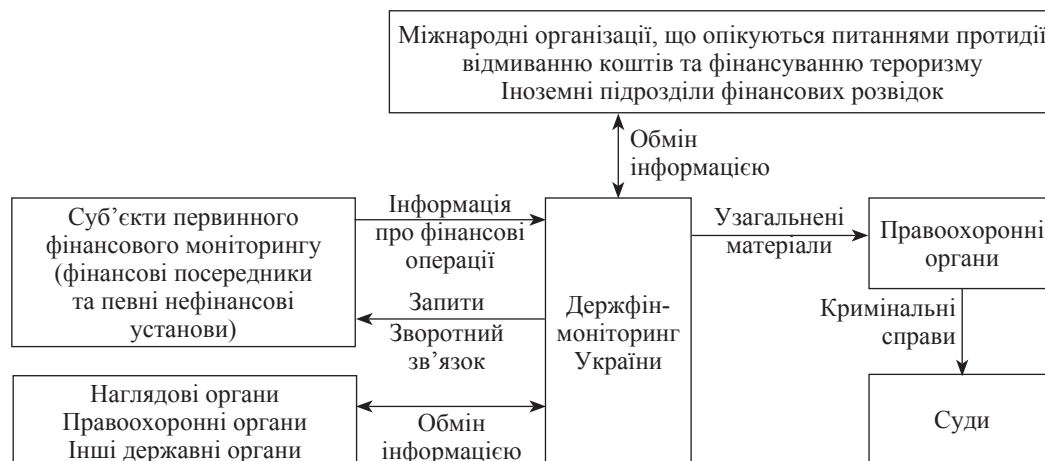 Міжнародні організації, що опікуються питаннями протидії
відмиванню коштів та фінансуванню тероризму
Іноземні підрозділи фінансових розвідок
Обмін
інформацією
Суб’єкти первинного
фінансового моніторингу
(фінансові посередники
та певні нефінансові
установи)
Інформація
про фінансові
операції
Запити
Зворотний
зв’язок
Держфін-
моніторинг
України
Узагальнені
матеріали
Правоохоронні
органи
Кримінальні
справи
Суди
Наглядові органи
Правоохоронні органи
Інші державні органи
Обмін
інформацією